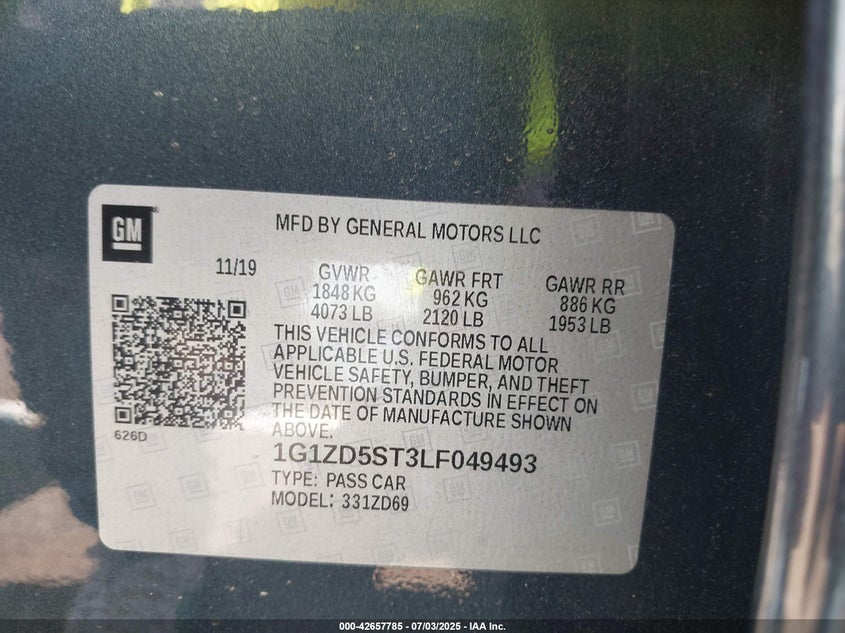 GM
MFD BY GENERAL MOTORS LLC
11/19
GVWR GAWR FRT GAWR RR
1848 KG 962 KG 886 KG
4073 LB 2120 LB 1953 LB
THIS VEHICLE CONFORMS TO ALL
APPLICABLE U.S. FEDERAL MOTOR
VEHICLE SAFETY, BUMPER, AND THEFT
PREVENTION STANDARDS IN EFFECT ON
THE DATE OF MANUFACTURE SHOWN
ABOVE.
626D
1G1ZD5ST3LF049493
TYPE: PASS CAR
MODEL: 331ZD69
000-42657785 - 07/03/2025 - IAA Inc.